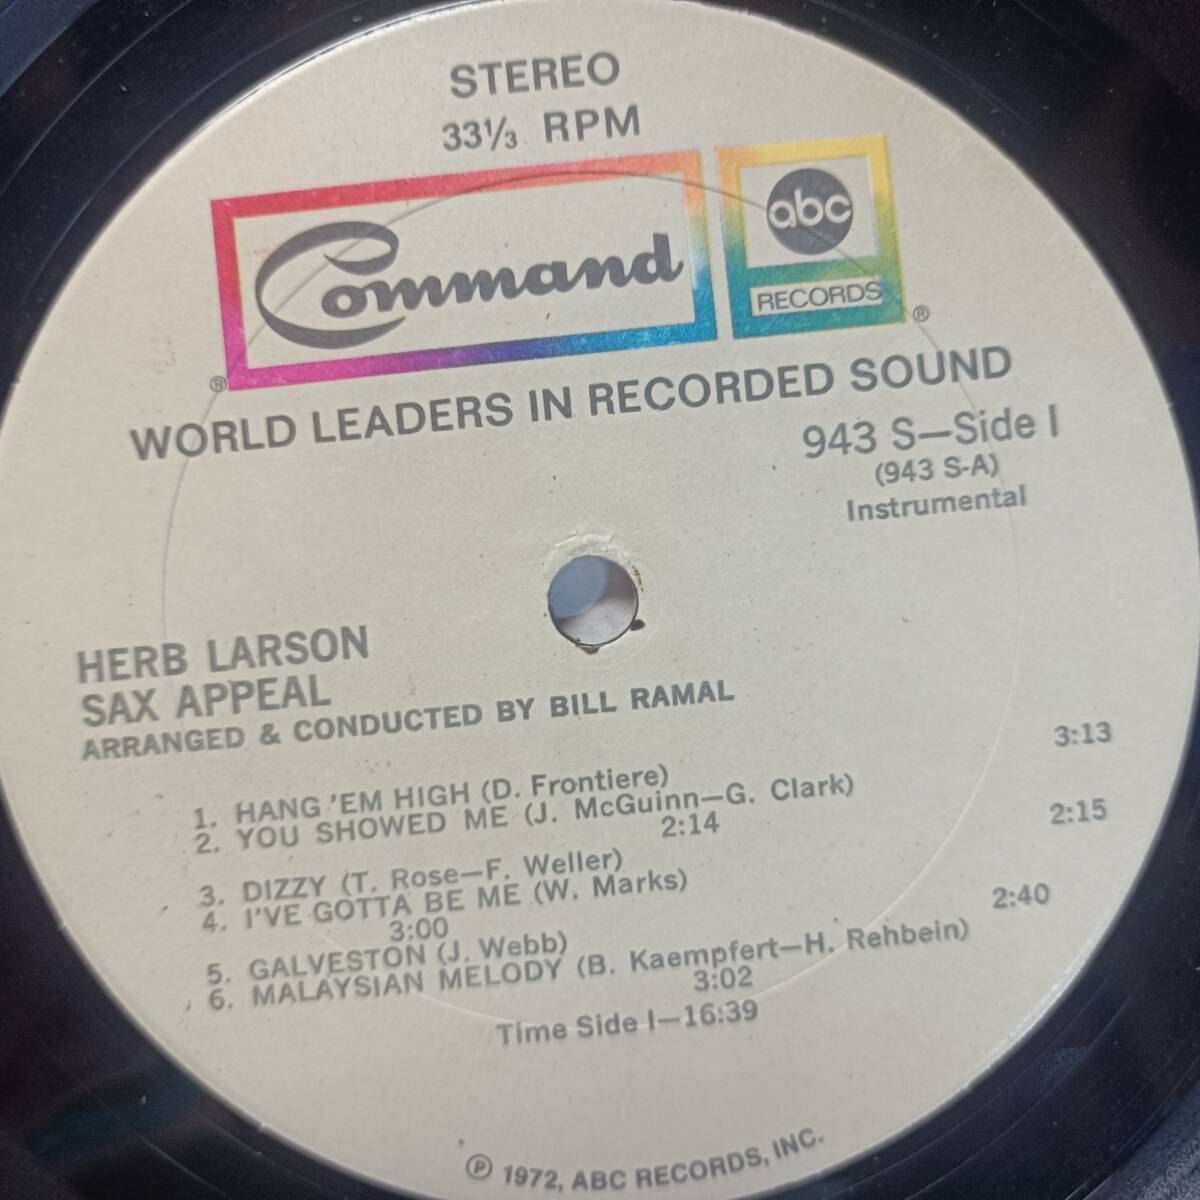 STEREO
33⅓ RPM
Command ®
abc
RECORDS ®
WORLD LEADERS IN RECORDED SOUND
943 S—Side I
(943 S-A)
Instrumental
HERB LARSON
SAX APPEAL
ARRANGED & CONDUCTED BY BILL RAMAL
1. HANG 'EM HIGH (D. Frontiere) 3:13
2. YOU SHOWED ME (J. McGuinn—G. Clark)
2:14
3. DIZZY (T. Rose—F. Weller) 2:15
4. I'VE GOTTA BE ME (W. Marks)
3:00
5. GALVESTON (J. Webb) 2:40
6. MALAYSIAN MELODY (B. Kaempfert—H. Rehbein)
3:02
Time Side I—16:39
℗ 1972, ABC RECORDS, INC.